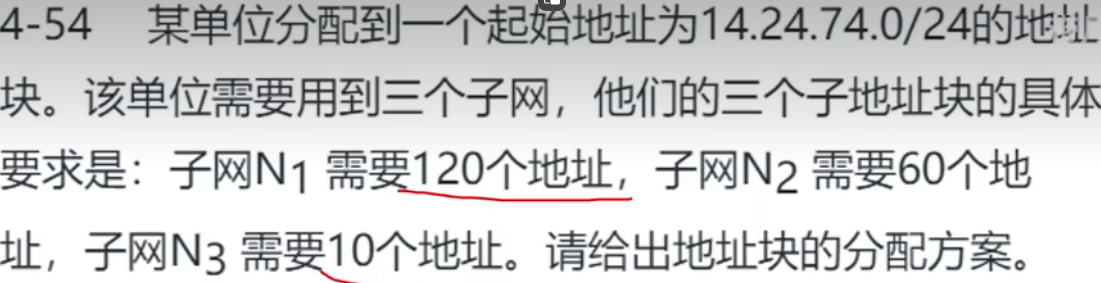 4-54 某单位分配到一个起始地址为14.24.74.0/24的地址
块。该单位需要用到三个子网，他们的三个子地址块的具体
要求是：子网N1 需要120个地址，子网N2 需要60个地
址，子网N3 需要10个地址。请给出地址块的分配方案。